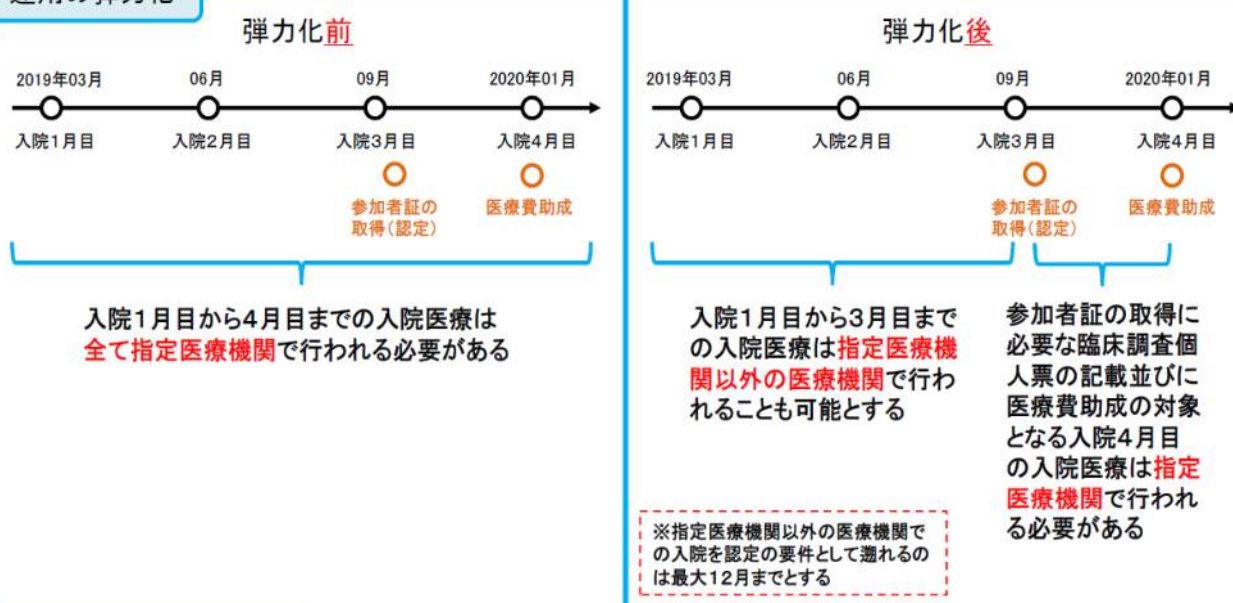 運用の弾力化
弾力化前
2019年03月 06月 09月 2020年01月
入院1月目 入院2月目 入院3月目 入院4月目
参加者証の
取得(認定)
医療費助成
入院1月目から4月目までの入院医療は
全て指定医療機関で行われる必要がある
弾力化後
2019年03月 06月 09月 2020年01月
入院1月目 入院2月目 入院3月目 入院4月目
参加者証の
取得(認定)
医療費助成
入院1月目から3月目まで
の入院医療は指定医療機
関以外の医療機関で行わ
れることも可能とする
参加者証の取得に
必要な臨床調査個
人票の記載並びに
医療費助成の対象
となる入院4月目
の入院医療は指定
医療機関で行われ
る必要がある
※指定医療機関以外の医療機関で
の入院を認定の要件として遡れるの
は最大12月までとする